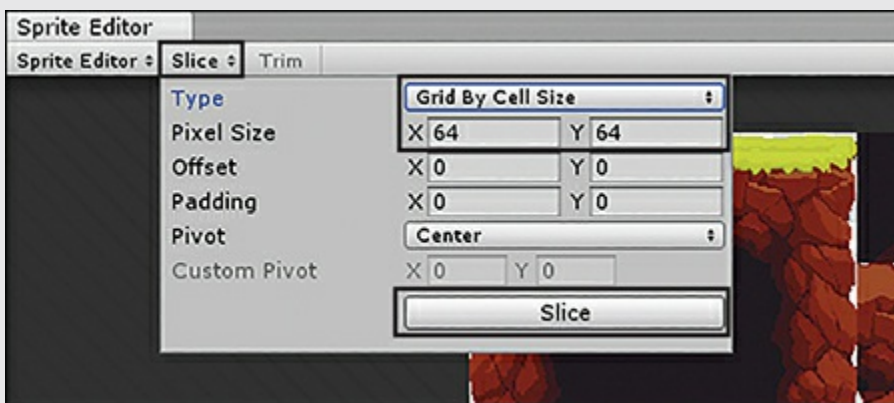 Sprite Editor
Sprite Editor Slice Trim
Type Grid By Cell Size
Pixel Size X 64 Y 64
Offset X 0 Y 0
Padding X 0 Y 0
Pivot Center
Custom Pivot X 0 Y 0
Slice